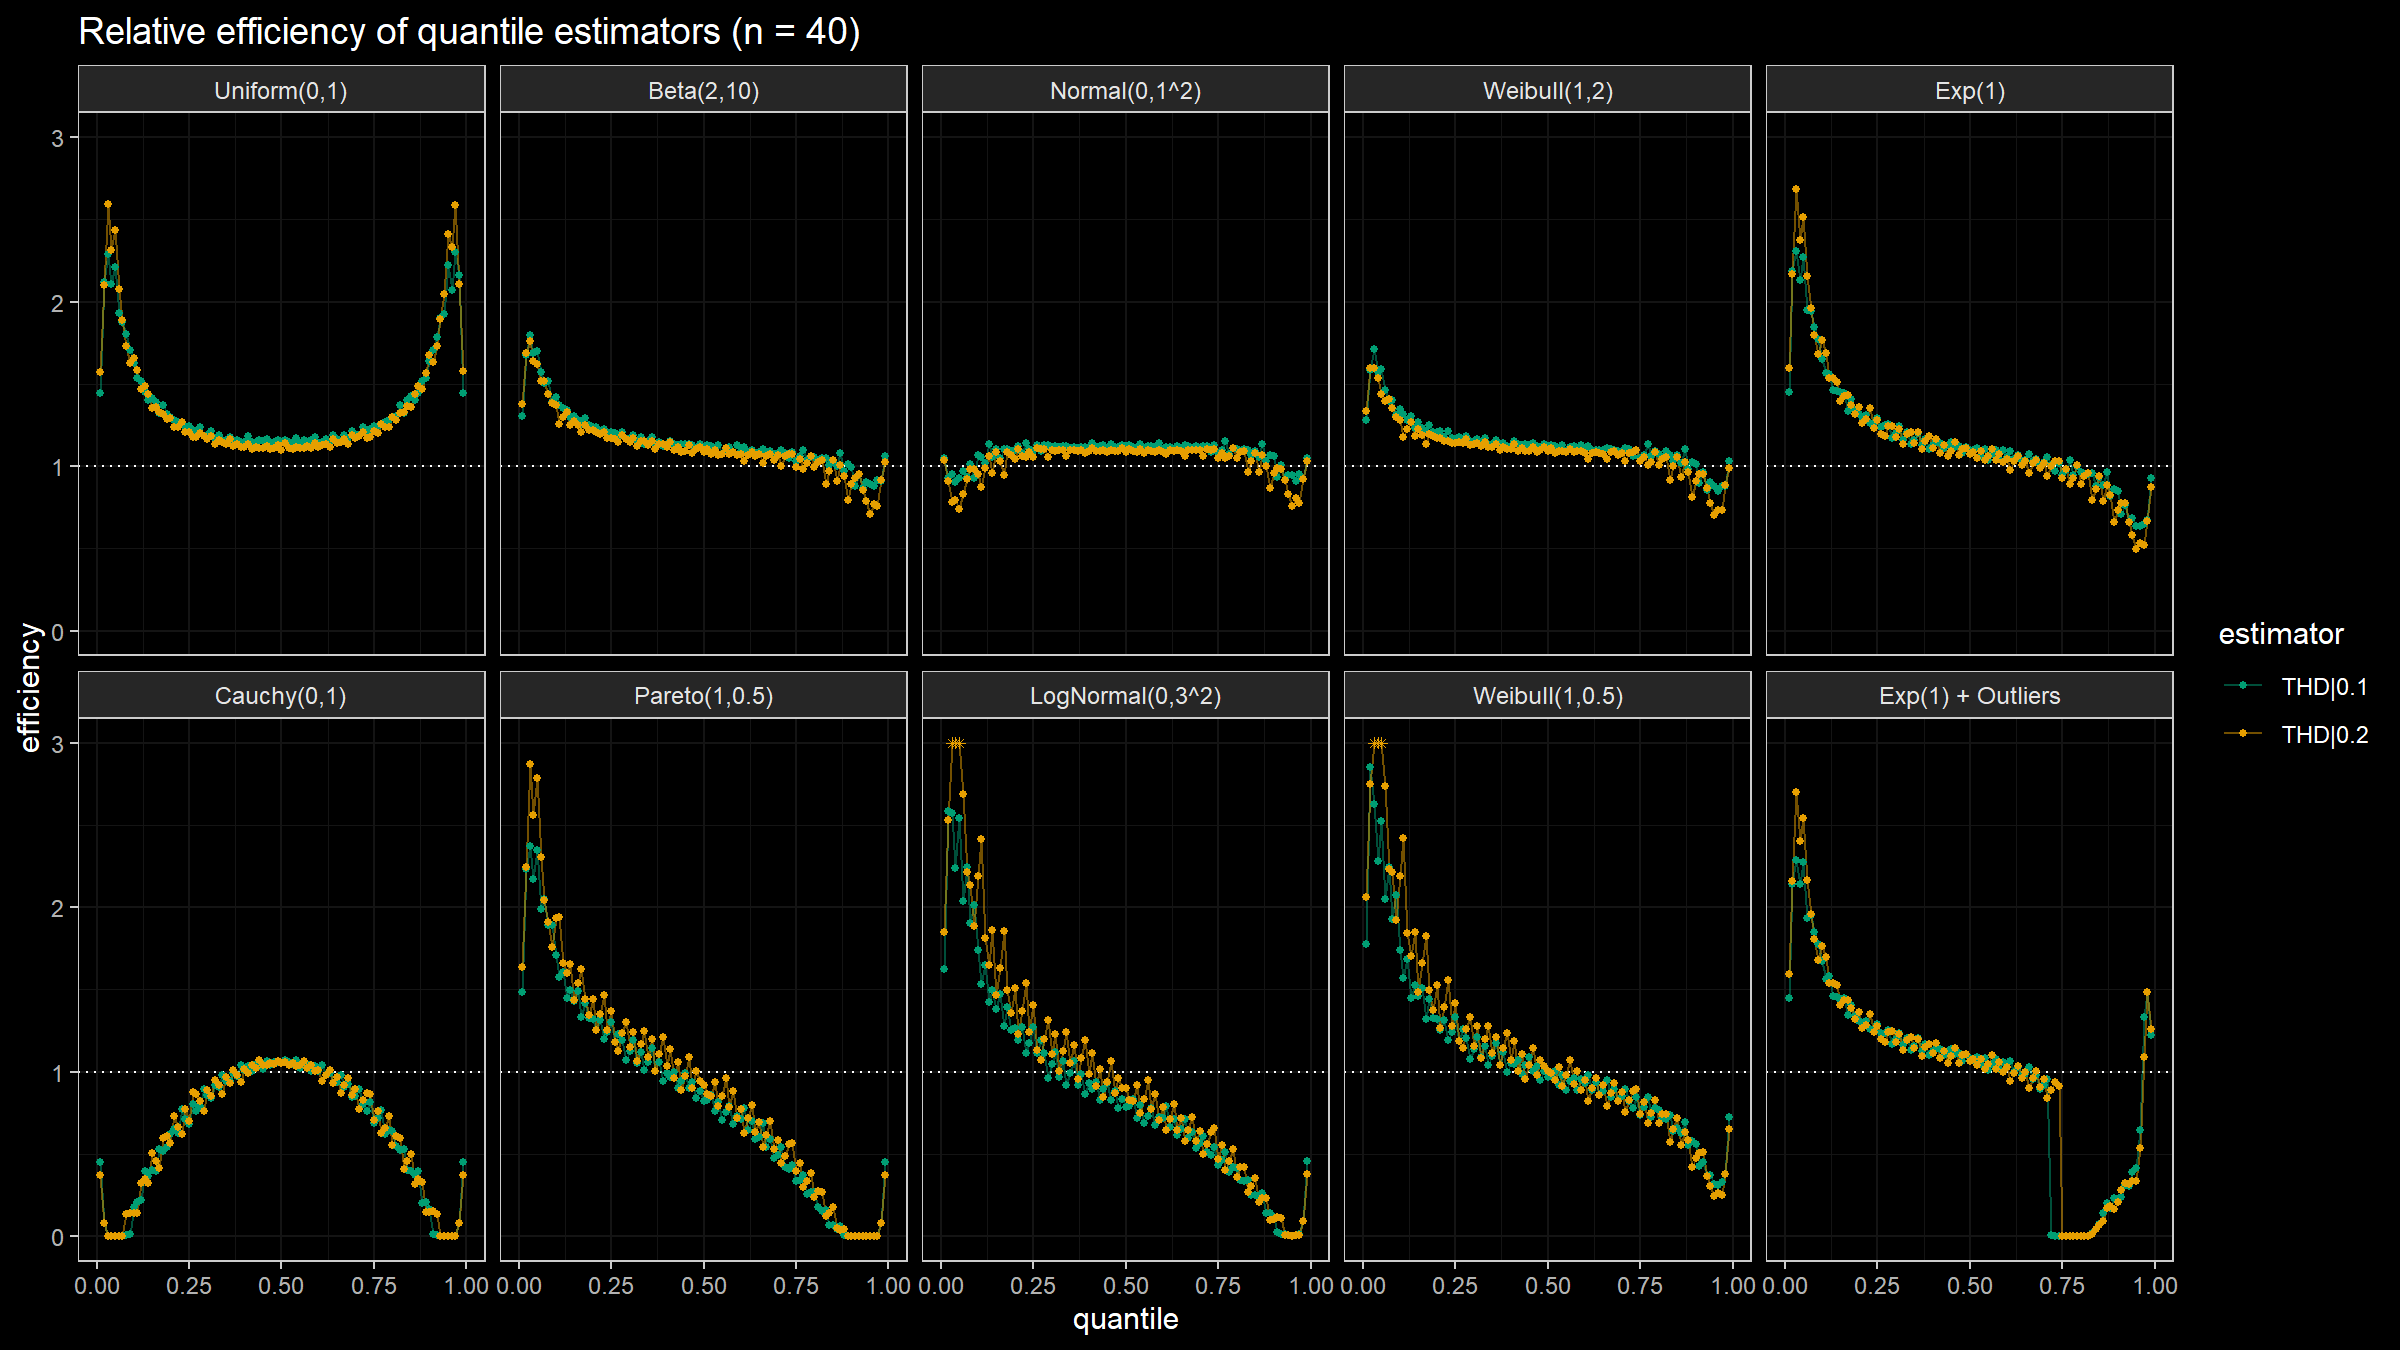 Relative efficiency of quantile estimators (n = 40)
Uniform(0,1)
Beta(2,10)
Normal(0,1^2)
Weibull(1,2)
Exp(1)
3
2
1
0
efficiency
Cauchy(0,1)
Pareto(1,0.5)
LogNormal(0,3^2)
Weibull(1,0.5)
Exp(1) + Outliers
3
2
1
0
0.00 0.25 0.50 0.75 1.00
0.00 0.25 0.50 0.75 1.00
0.00 0.25 0.50 0.75 1.00
0.00 0.25 0.50 0.75 1.00
0.00 0.25 0.50 0.75 1.00
quantile
estimator
THD|0.1
THD|0.2